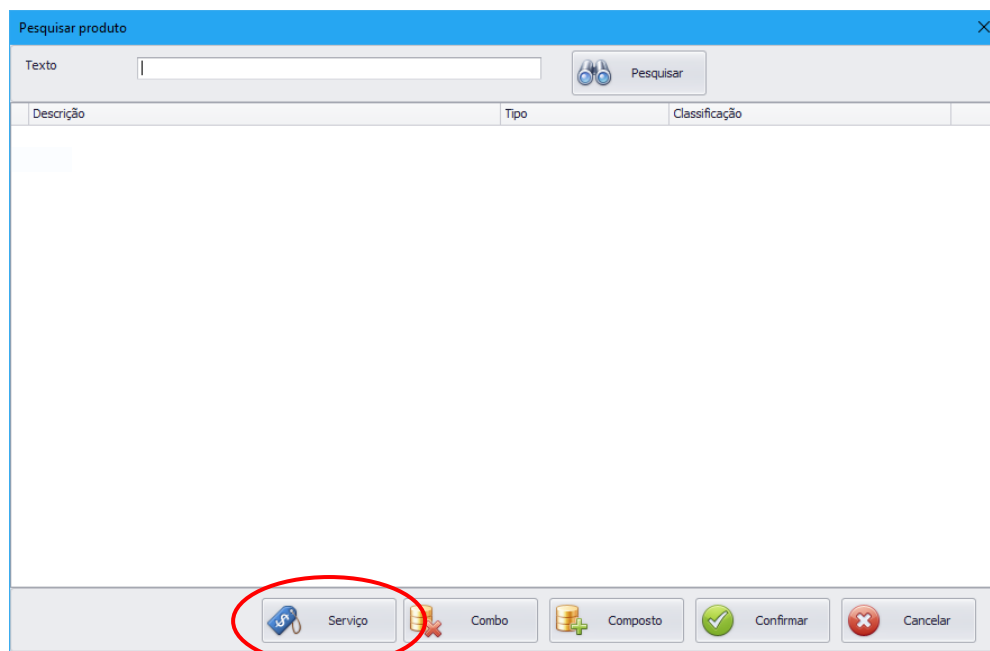 Pesquisar produto
Texto Pesquisar
Descrição Tipo Classificação
Serviço Combo Composto Confirmar Cancelar